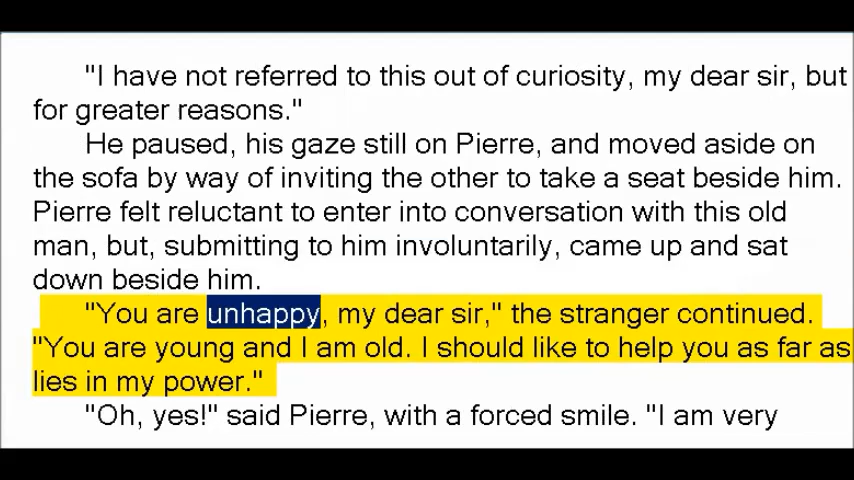 "I have not referred to this out of curiosity, my dear sir, but
for greater reasons."
He paused, his gaze still on Pierre, and moved aside on
the sofa by way of inviting the other to take a seat beside him.
Pierre felt reluctant to enter into conversation with this old
man, but, submitting to him involuntarily, came up and sat
down beside him.
"You are unhappy, my dear sir," the stranger continued.
"You are young and I am old. I should like to help you as far as
lies in my power."
"Oh, yes!" said Pierre, with a forced smile. "I am very